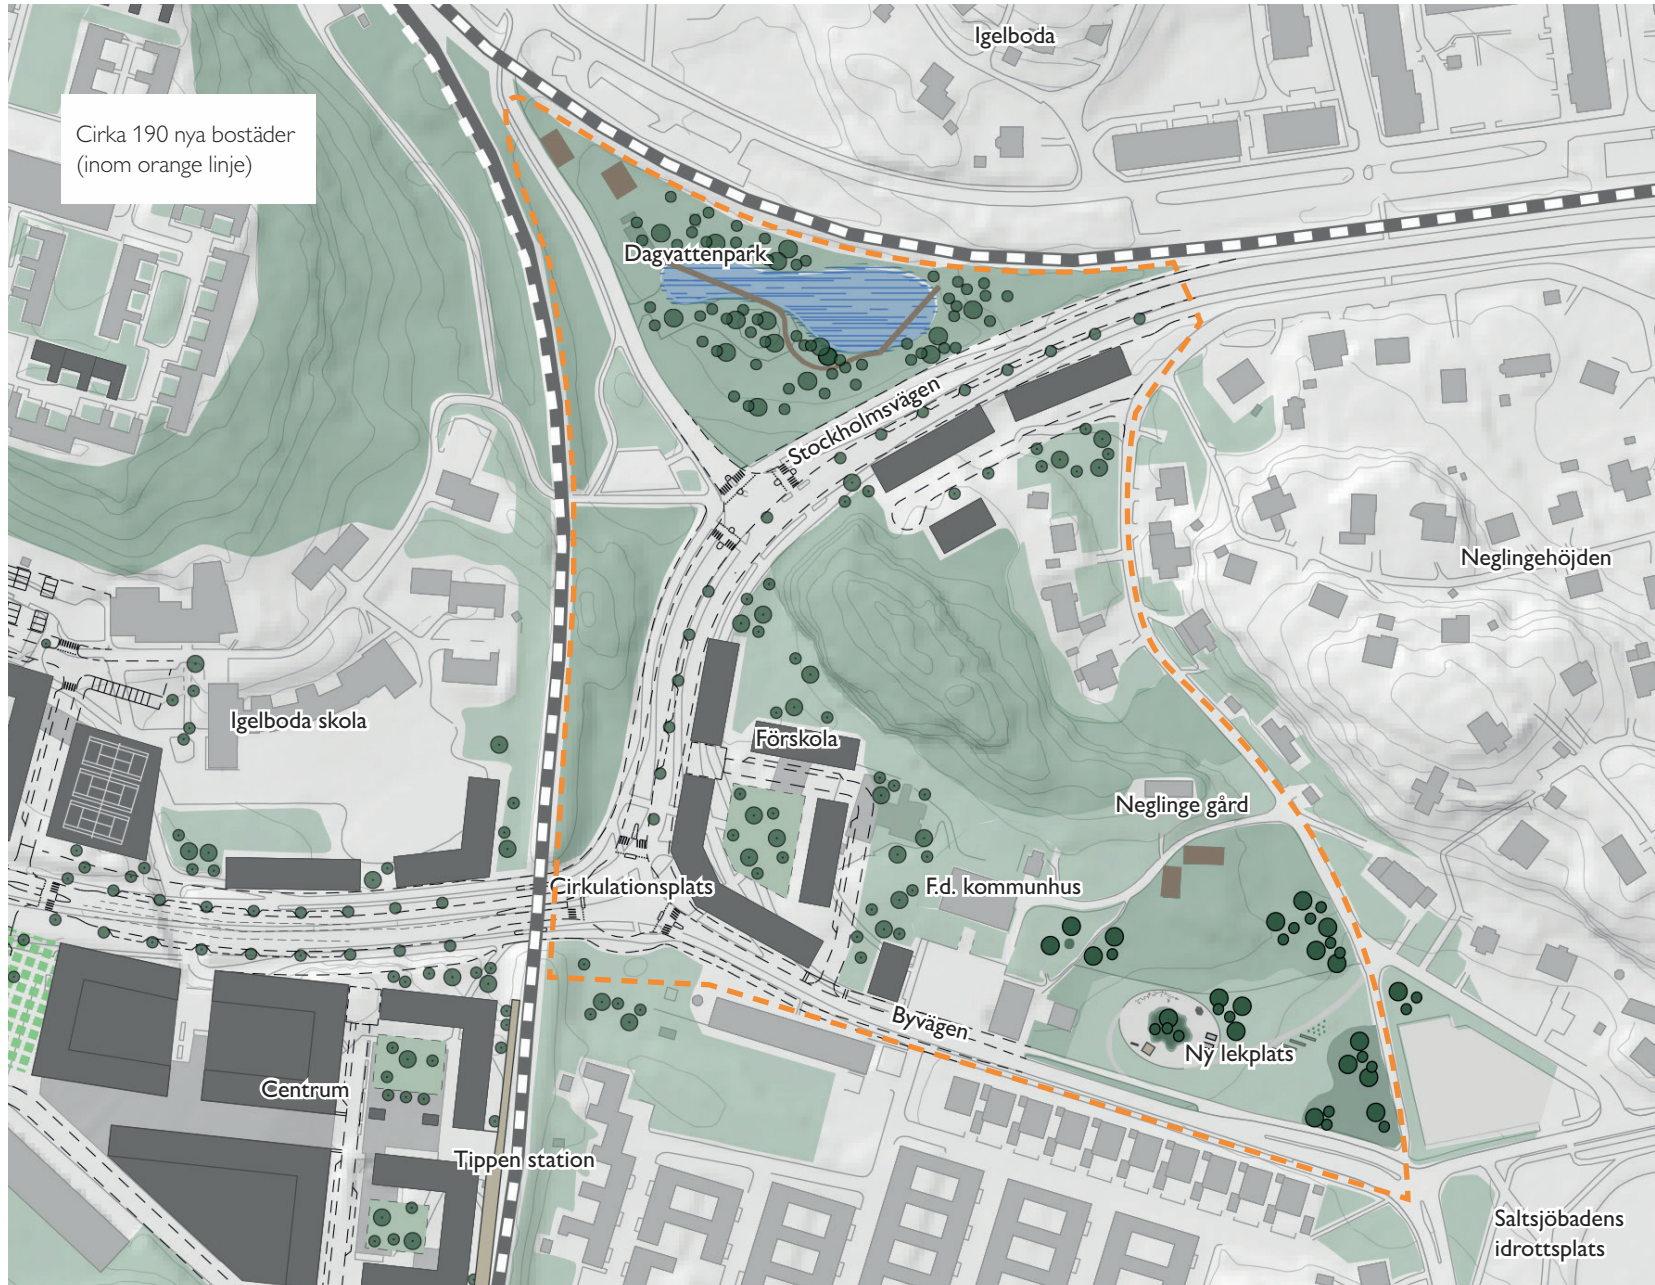 Igelboda
Cirka 190 nya bostäder
(inom orange linje)
Dagvattenpark
Stockholmsvägen
Neglingehöjden
Igelboda skola
Förskola
Neglinge gård
Cirkulationsplats
F.d. kommunhus
Byvägen
Ny lekplats
Centrum
Tippen station
Saltsjöbadens
idrottsplats